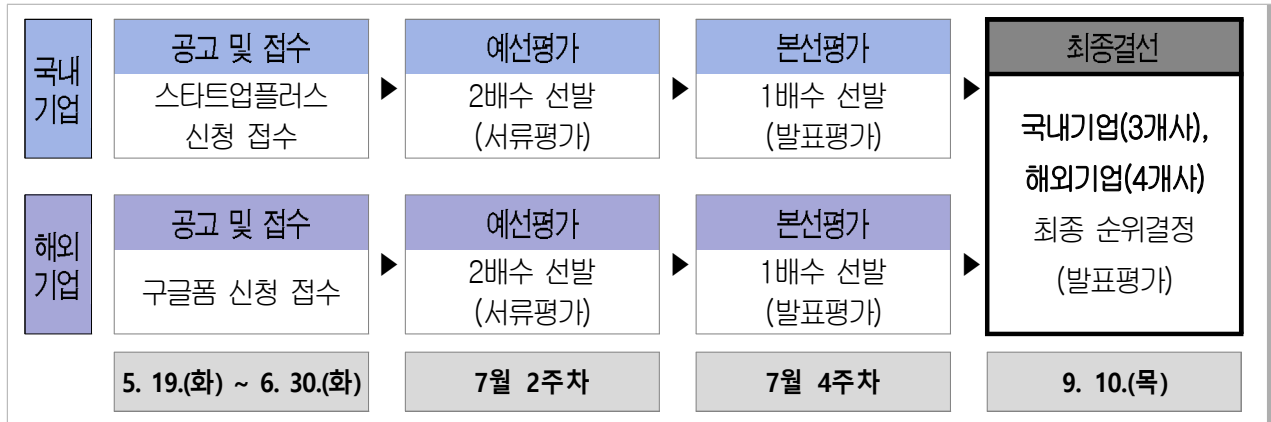 국내
기업
공고 및 접수
스타트업플러스
신청 접수
▶
예선평가
2배수 선발
(서류평가)
▶
본선평가
1배수 선발
(발표평가)
▶
해외
기업
공고 및 접수
구글폼 신청 접수
▶
예선평가
2배수 선발
(서류평가)
▶
본선평가
1배수 선발
(발표평가)
▶
최종결선
국내기업(3개사),
해외기업(4개사)
최종 순위결정
(발표평가)
5. 19.(화) ~ 6. 30.(화)
7월 2주차
7월 4주차
9. 10.(목)